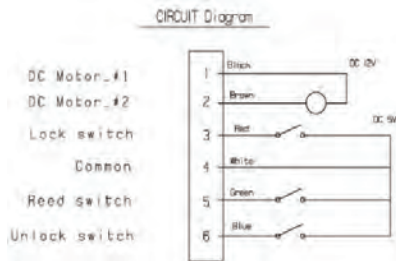 CIRCUIT Diagram
DC Motor_#1 1 Black DC 12V
DC Motor_#2 2 Brown
DC 5V
Lock switch 3 Red
Common 4 White
Reed switch 5 Green
Unlock switch 6 Blue